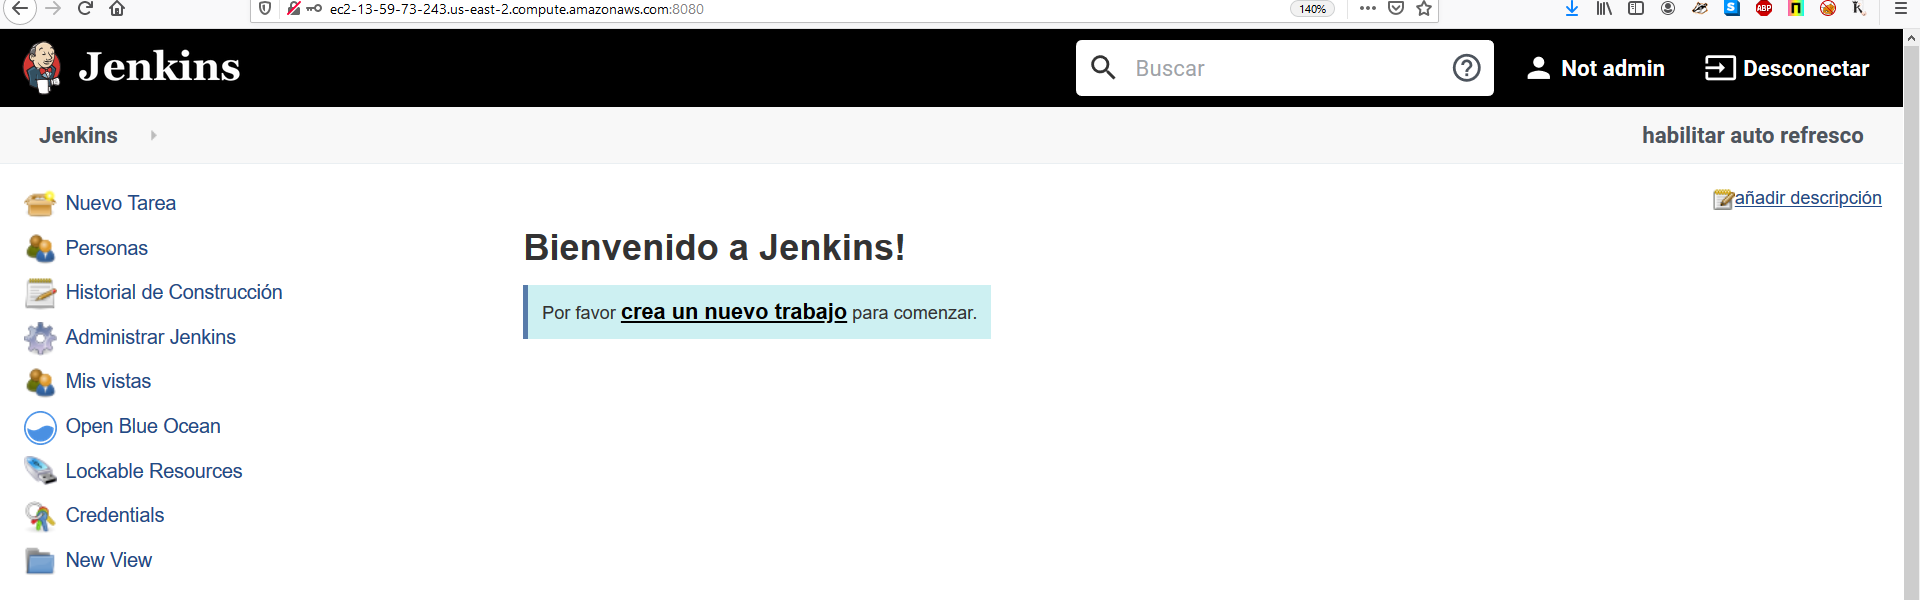 ec2-13-59-73-243.us-east-2.compute.amazonaws.com:8080 140%
Jenkins Buscar Not admin Desconectar
Jenkins habilitar auto refresco
Nuevo Tarea
Personas
Historial de Construcción
Administrar Jenkins
Mis vistas
Open Blue Ocean
Lockable Resources
Credentials
New View
añadir descripción
Bienvenido a Jenkins!
Por favor crea un nuevo trabajo para comenzar.